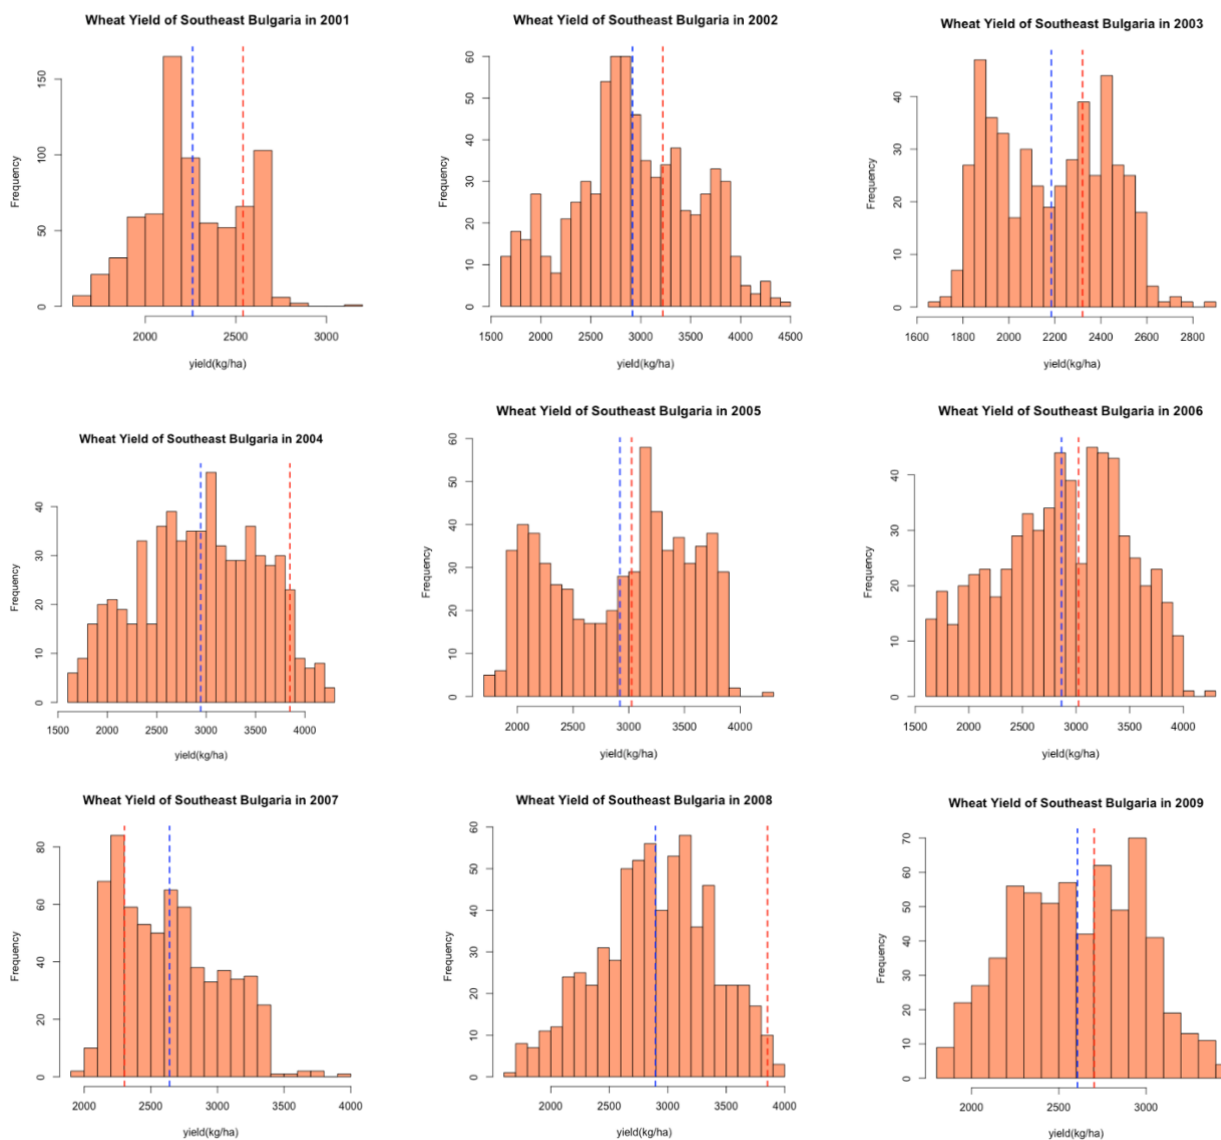 Wheat Yield of Southeast Bulgaria in 2001
Frequency
0 50 100 150
2000 2500 3000
yield(kg/ha)
Wheat Yield of Southeast Bulgaria in 2002
Frequency
0 10 20 30 40 50 60
1500 2000 2500 3000 3500 4000 4500
yield(kg/ha)
Wheat Yield of Southeast Bulgaria in 2003
Frequency
0 10 20 30 40
1600 1800 2000 2200 2400 2600 2800
yield(kg/ha)
Wheat Yield of Southeast Bulgaria in 2004
Frequency
0 10 20 30 40
1500 2000 2500 3000 3500 4000
yield(kg/ha)
Wheat Yield of Southeast Bulgaria in 2005
Frequency
0 10 20 30 40 50 60
2000 2500 3000 3500 4000
yield(kg/ha)
Wheat Yield of Southeast Bulgaria in 2006
Frequency
0 10 20 30 40
1500 2000 2500 3000 3500 4000
yield(kg/ha)
Wheat Yield of Southeast Bulgaria in 2007
Frequency
0 20 40 60 80
2000 2500 3000 3500 4000
yield(kg/ha)
Wheat Yield of Southeast Bulgaria in 2008
Frequency
0 10 20 30 40 50 60
2000 2500 3000 3500 4000
yield(kg/ha)
Wheat Yield of Southeast Bulgaria in 2009
Frequency
0 10 20 30 40 50 60 70
2000 2500 3000
yield(kg/ha)